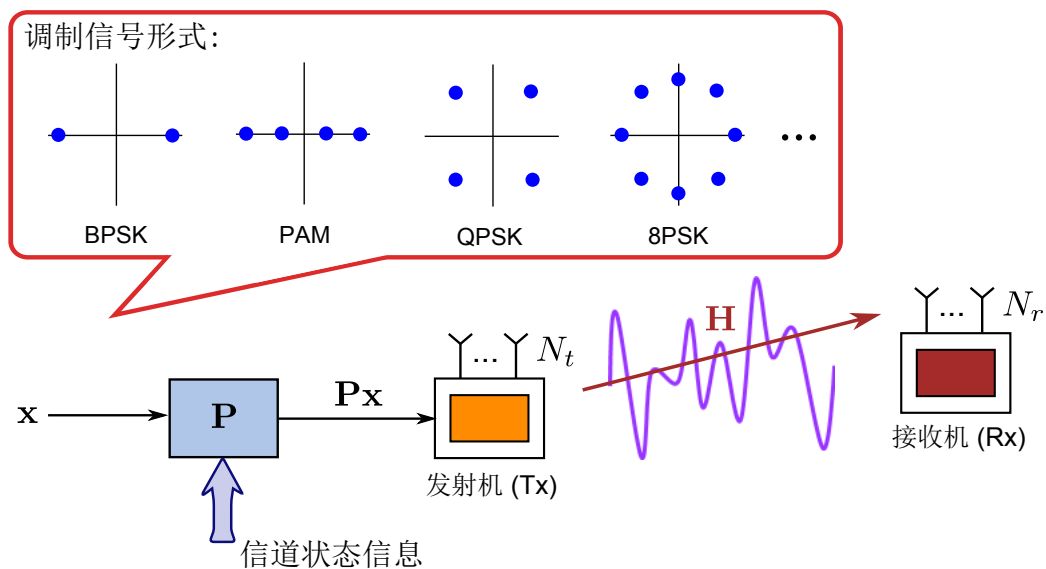 调制信号形式:
...
BPSK PAM QPSK 8PSK
H
... N_r
... N_t
x P Px
发射机 (Tx)
接收机 (Rx)
信道状态信息